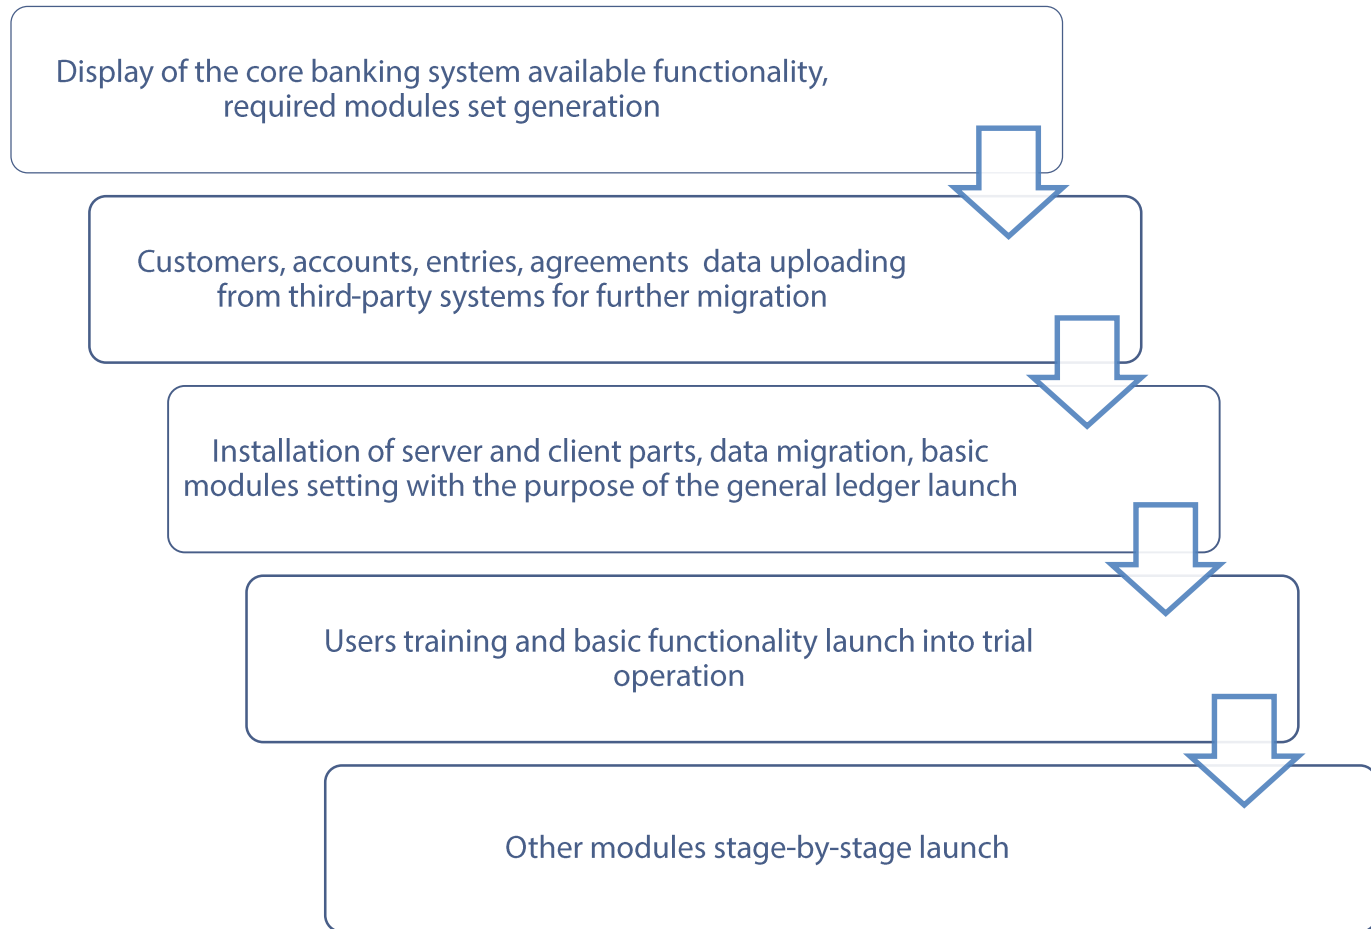 Display of the core banking system available functionality,
required modules set generation
Customers, accounts, entries, agreements  data uploading
from third-party systems for further migration
Installation of server and client parts, data migration, basic
modules setting with the purpose of the general ledger launch
Users training and basic functionality launch into trial
operation
Other modules stage-by-stage launch